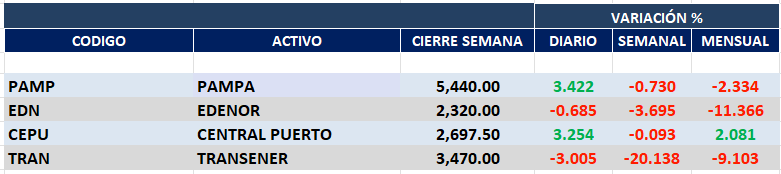 VARIACIÓN %
CODIGO ACTIVO CIERRE SEMANA DIARIO SEMANAL MENSUAL
PAMP PAMPA 5,440.00 3.422 -0.730 -2.334
EDN EDENOR 2,320.00 -0.685 -3.695 -11.366
CEPU CENTRAL PUERTO 2,697.50 3.254 -0.093 2.081
TRAN TRANSENER 3,470.00 -3.005 -20.138 -9.103